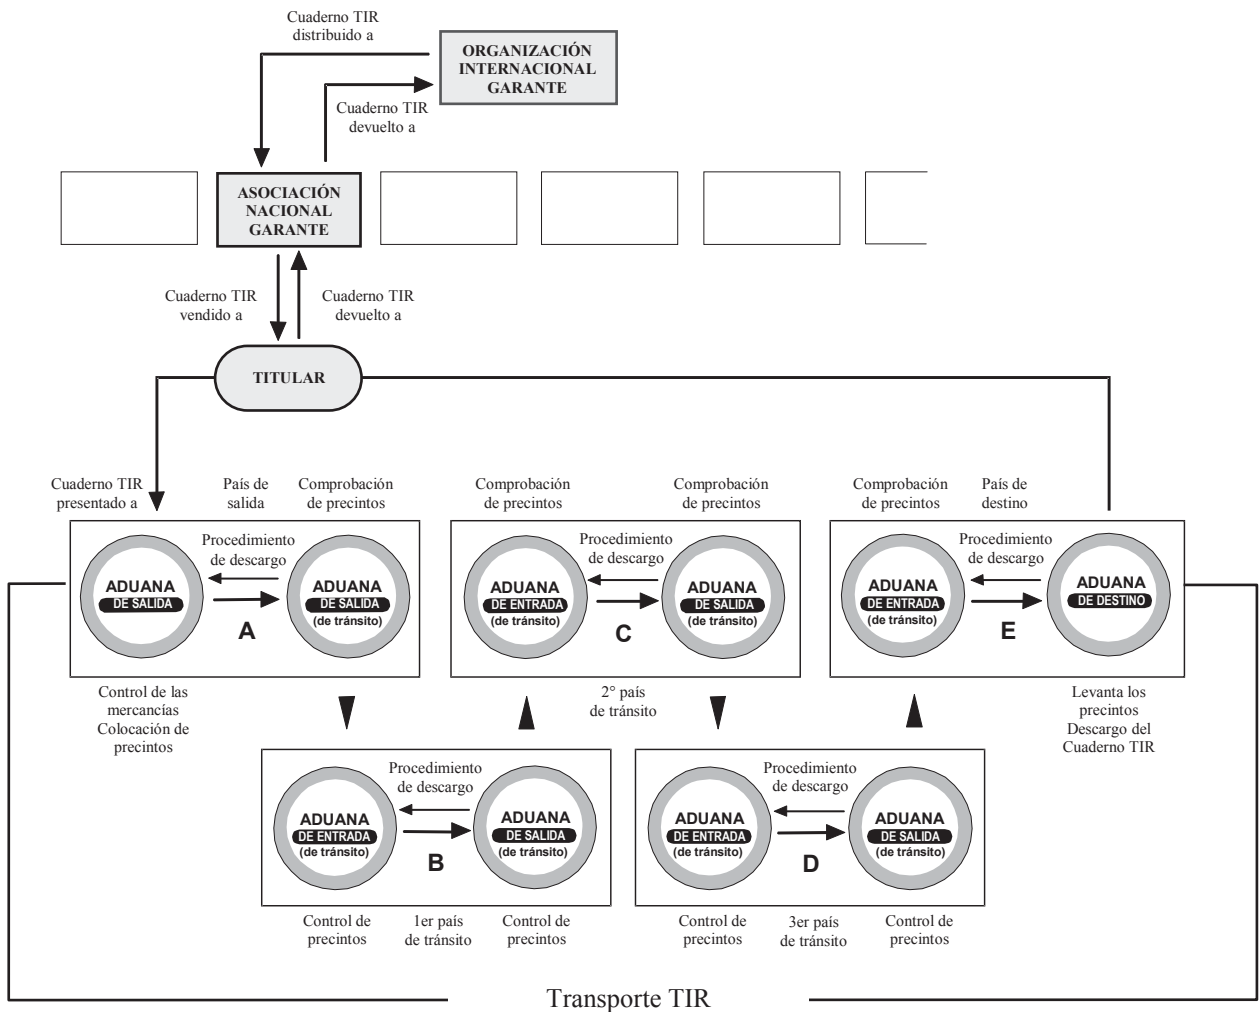 Cuaderno TIR
distribuido a
ORGANIZACIÓN
INTERNACIONAL
GARANTE
Cuaderno TIR
devuelto a
ASOCIACIÓN
NACIONAL
GARANTE
Cuaderno TIR
vendido a
Cuaderno TIR
devuelto a
TITULAR
Cuaderno TIR
presentado a
País de
salida
Comprobación
de precintos
Comprobación
de precintos
Comprobación
de precintos
Comprobación
de precintos
País de
destino
Procedimiento
de descargo
ADUANA
DE SALIDA
A
ADUANA
DE SALIDA
(de tránsito)
Procedimiento
de descargo
ADUANA
DE ENTRADA
(de tránsito)
C
ADUANA
DE SALIDA
(de tránsito)
Procedimiento
de descargo
ADUANA
DE ENTRADA
(de tránsito)
E
ADUANA
DE DESTINO
Control de las
mercancías
Colocación de
precintos
2° país
de tránsito
Levanta los
precintos
Descargo del
Cuaderno TIR
Procedimiento
de descargo
ADUANA
DE ENTRADA
(de tránsito)
B
ADUANA
DE SALIDA
(de tránsito)
Procedimiento
de descargo
ADUANA
DE ENTRADA
(de tránsito)
D
ADUANA
DE SALIDA
(de tránsito)
Control de
precintos
1er país
de tránsito
Control de
precintos
Control de
precintos
3er país
de tránsito
Control de
precintos
Transporte TIR